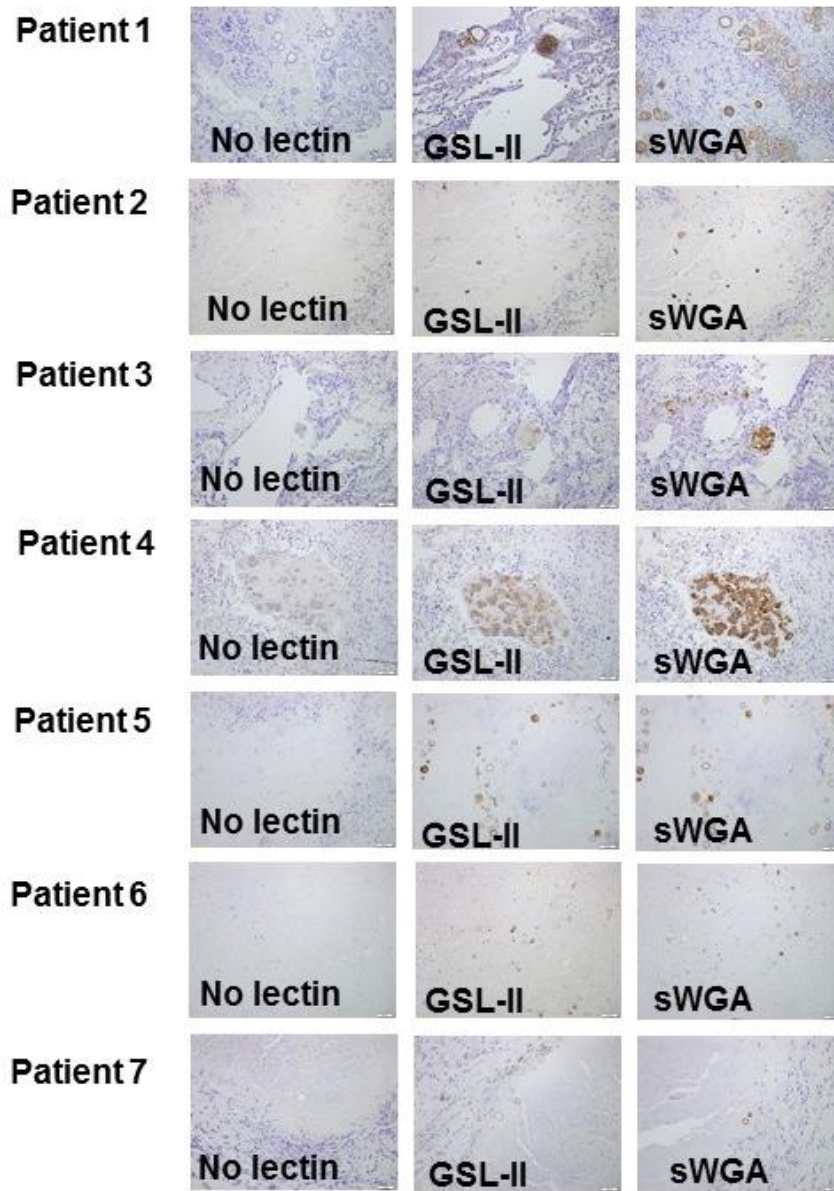 Patient 1
No lectin GSL-II sWGA
Patient 2
No lectin GSL-II sWGA
Patient 3
No lectin GSL-II sWGA
Patient 4
No lectin GSL-II sWGA
Patient 5
No lectin GSL-II sWGA
Patient 6
No lectin GSL-II sWGA
Patient 7
No lectin GSL-II sWGA